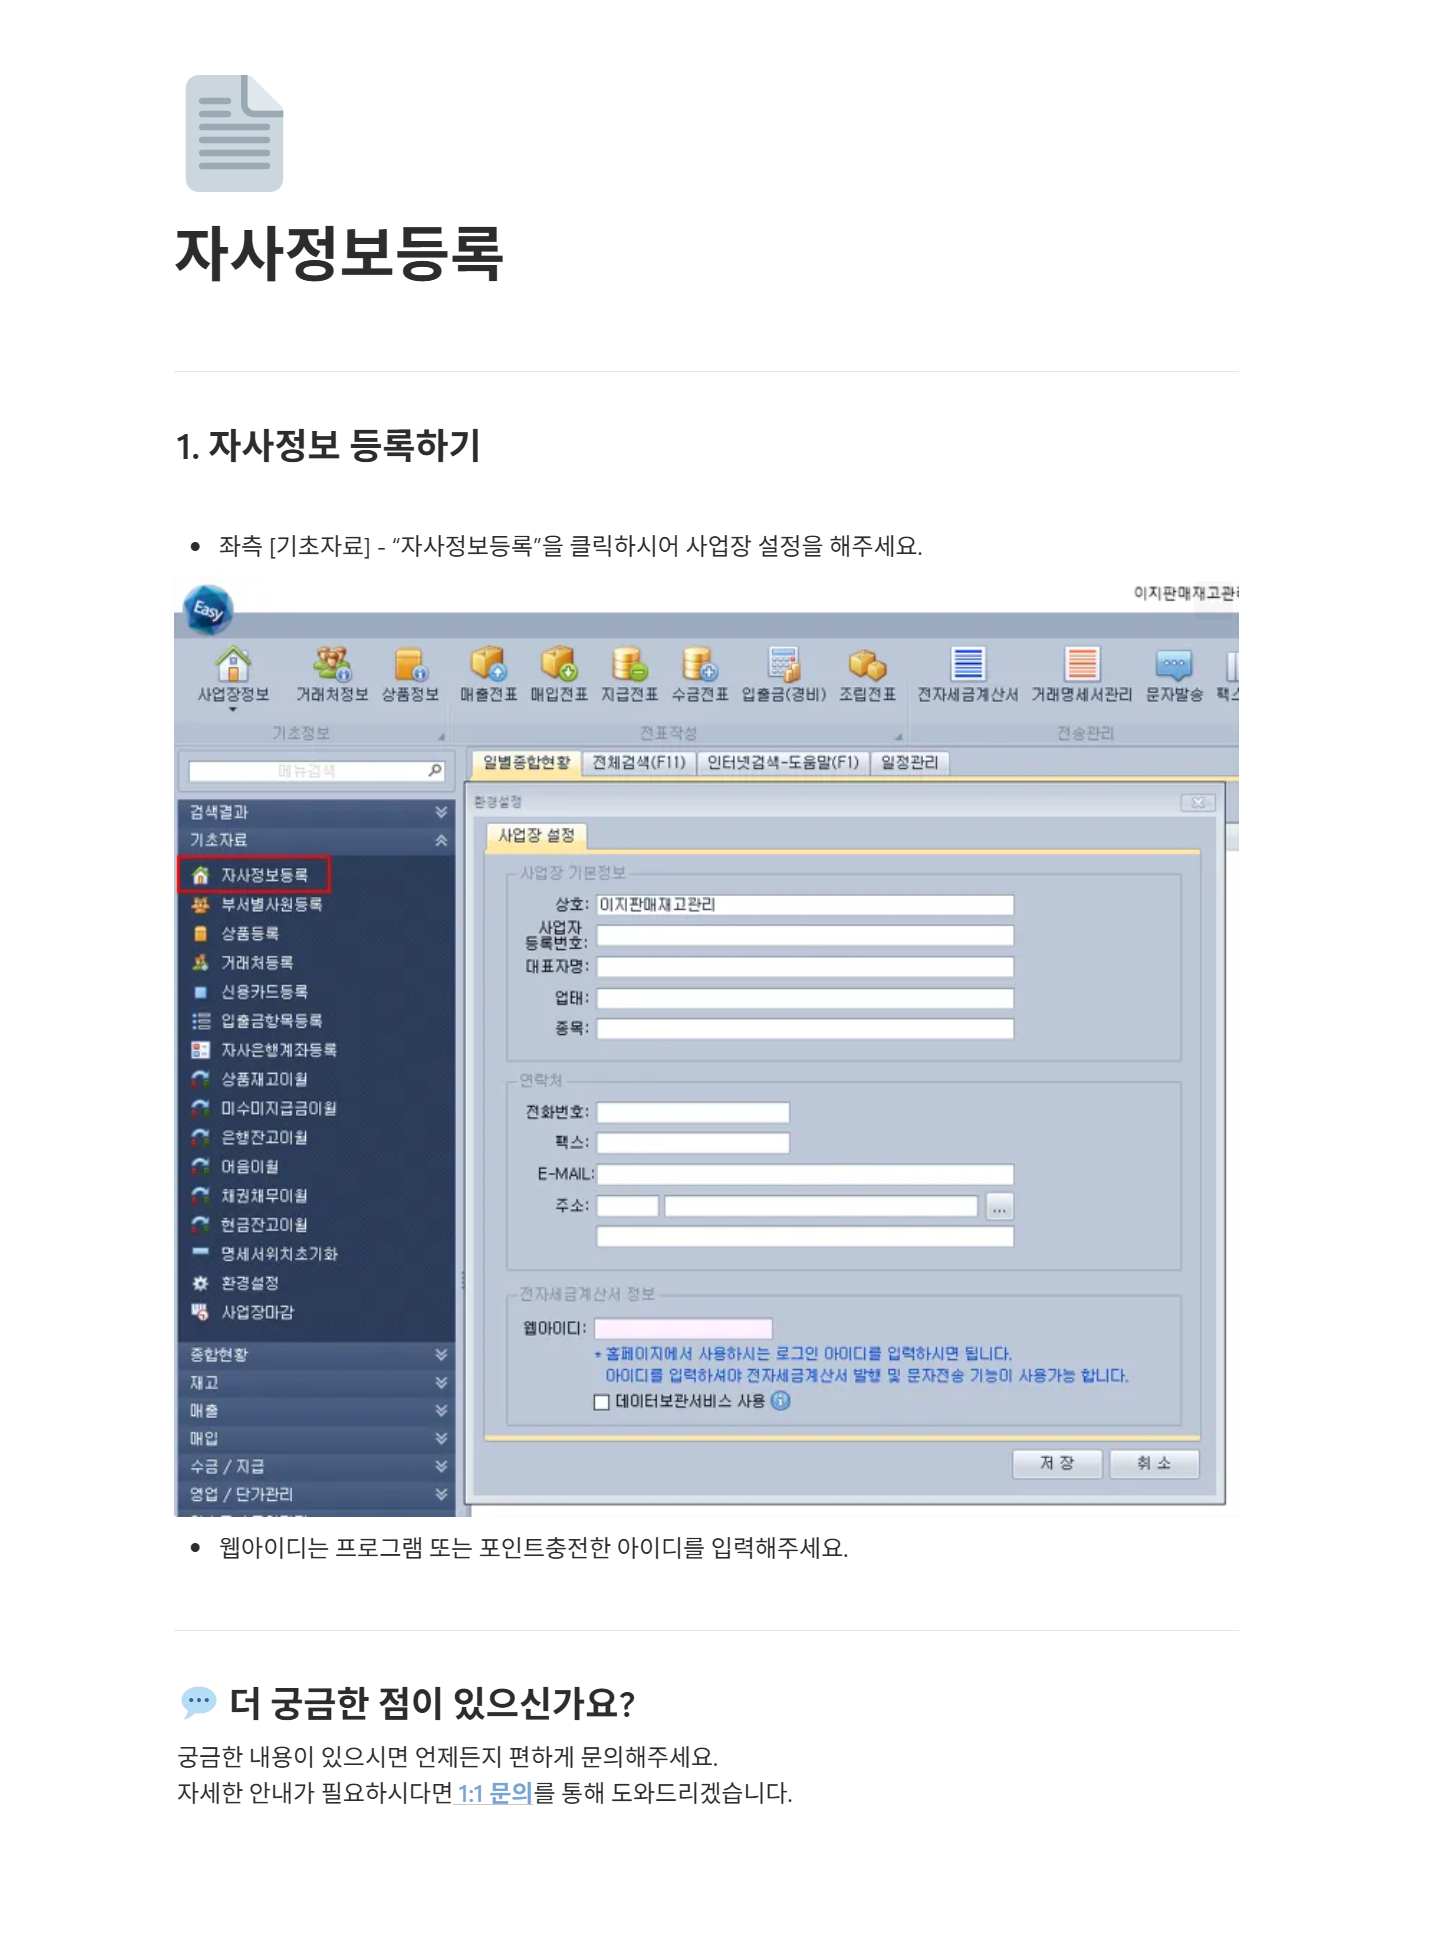 자사정보등록
1. 자사정보 등록하기
좌측 [기초자료] - “자사정보등록”을 클릭하시어 사업장 설정을 해주세요.
Easy
이지판매재고관리
사업장정보
거래처정보
상품정보
매출전표
매입전표
지급전표
수금전표
입출금(경비)
조립전표
전자세금계산서
거래명세서관리
문자발송
기초정보
전표작성
전송관리
메뉴검색
일별종합현황
전체검색(F11)
인터넷검색-도움말(F1)
일정관리
검색결과
기초자료
자사정보등록
부서별사원등록
상품등록
거래처등록
신용카드등록
입출금항목등록
자사은행계좌등록
상품재고이월
미수미지급금이월
은행잔고이월
어음이월
채권채무이월
현금잔고이월
명세서위치초기화
환경설정
사업장마감
종합현황
재고
매출
매입
수금 / 지급
영업 / 단가관리
환경설정
사업장 설정
사업장 기본정보
상호: 이지판매재고관리
사업자
등록번호:
대표자명:
업태:
종목:
연락처
전화번호:
팩스:
E-MAIL:
주소:
...
전자세금계산서 정보
웹아이디:
* 홈페이지에서 사용하시는 로그인 아이디를 입력하시면 됩니다.
아이디를 입력하셔야 전자세금계산서 발행 및 문자전송 기능이 사용가능 합니다.
데이터보관서비스 사용
저 장
취 소
웹아이디는 프로그램 또는 포인트충전한 아이디를 입력해주세요.
더 궁금한 점이 있으신가요?
궁금한 내용이 있으시면 언제든지 편하게 문의해주세요.
자세한 안내가 필요하시다면 1:1 문의를 통해 도와드리겠습니다.